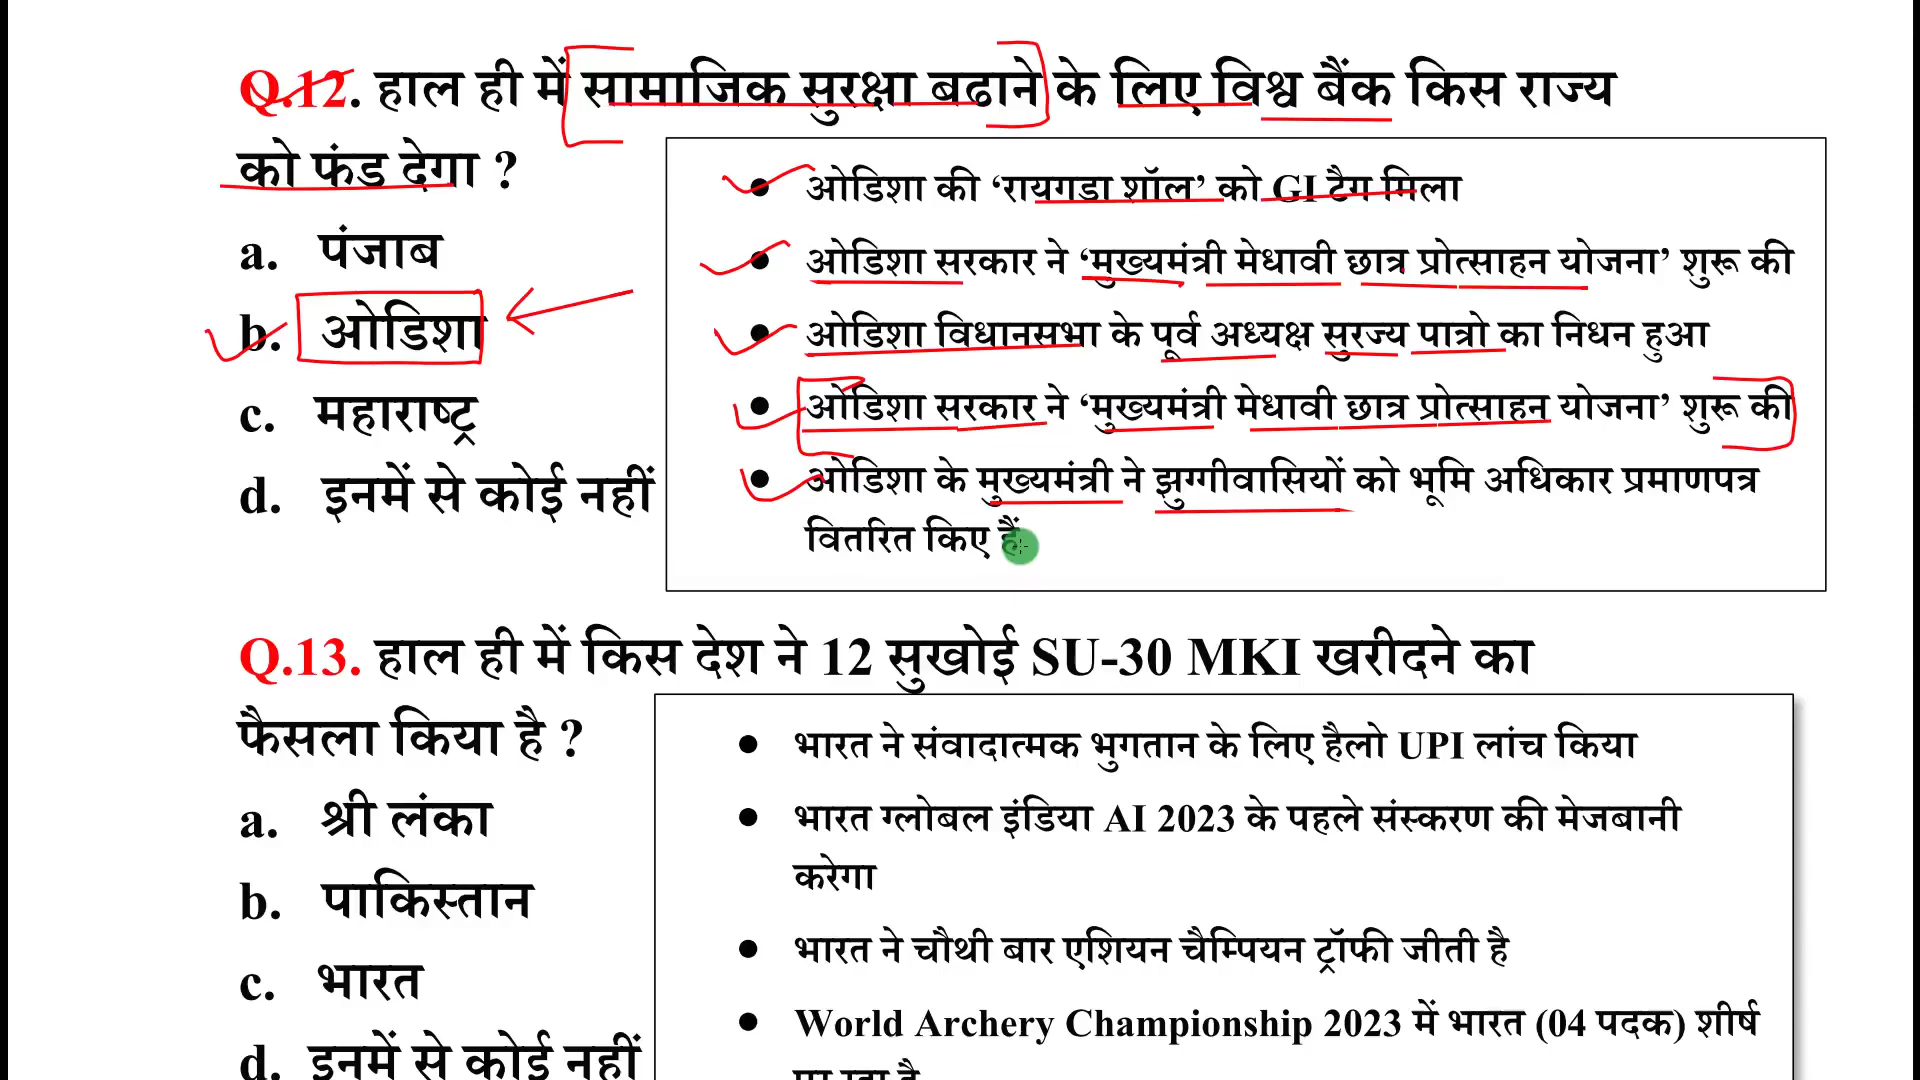 Q.12. हाल ही में सामाजिक सुरक्षा बढाने के लिए विश्व बैंक किस राज्य
को फंड देगा ?
a. पंजाब
b. ओडिशा
c. महाराष्ट्र
d. इनमें से कोई नहीं
● ओडिशा की ‘रायगडा शॉल’ को GI टैग मिला
● ओडिशा सरकार ने ‘मुख्यमंत्री मेधावी छात्र प्रोत्साहन योजना’ शुरू की
● ओडिशा विधानसभा के पूर्व अध्यक्ष सुरज्य पात्रो का निधन हुआ
● ओडिशा सरकार ने ‘मुख्यमंत्री मेधावी छात्र प्रोत्साहन योजना’ शुरू की
● ओडिशा के मुख्यमंत्री ने झुग्गीवासियों को भूमि अधिकार प्रमाणपत्र
वितरित किए हैं
Q.13. हाल ही में किस देश ने 12 सुखोई SU-30 MKI खरीदने का
फैसला किया है ?
a. श्री लंका
b. पाकिस्तान
c. भारत
d. इनमें से कोई नहीं
● भारत ने संवादात्मक भुगतान के लिए हैलो UPI लांच किया
● भारत ग्लोबल इंडिया AI 2023 के पहले संस्करण की मेजबानी
करेगा
● भारत ने चौथी बार एशियन चैम्पियन ट्रॉफी जीती है
● World Archery Championship 2023 में भारत (04 पदक) शीर्ष
पर रहा है